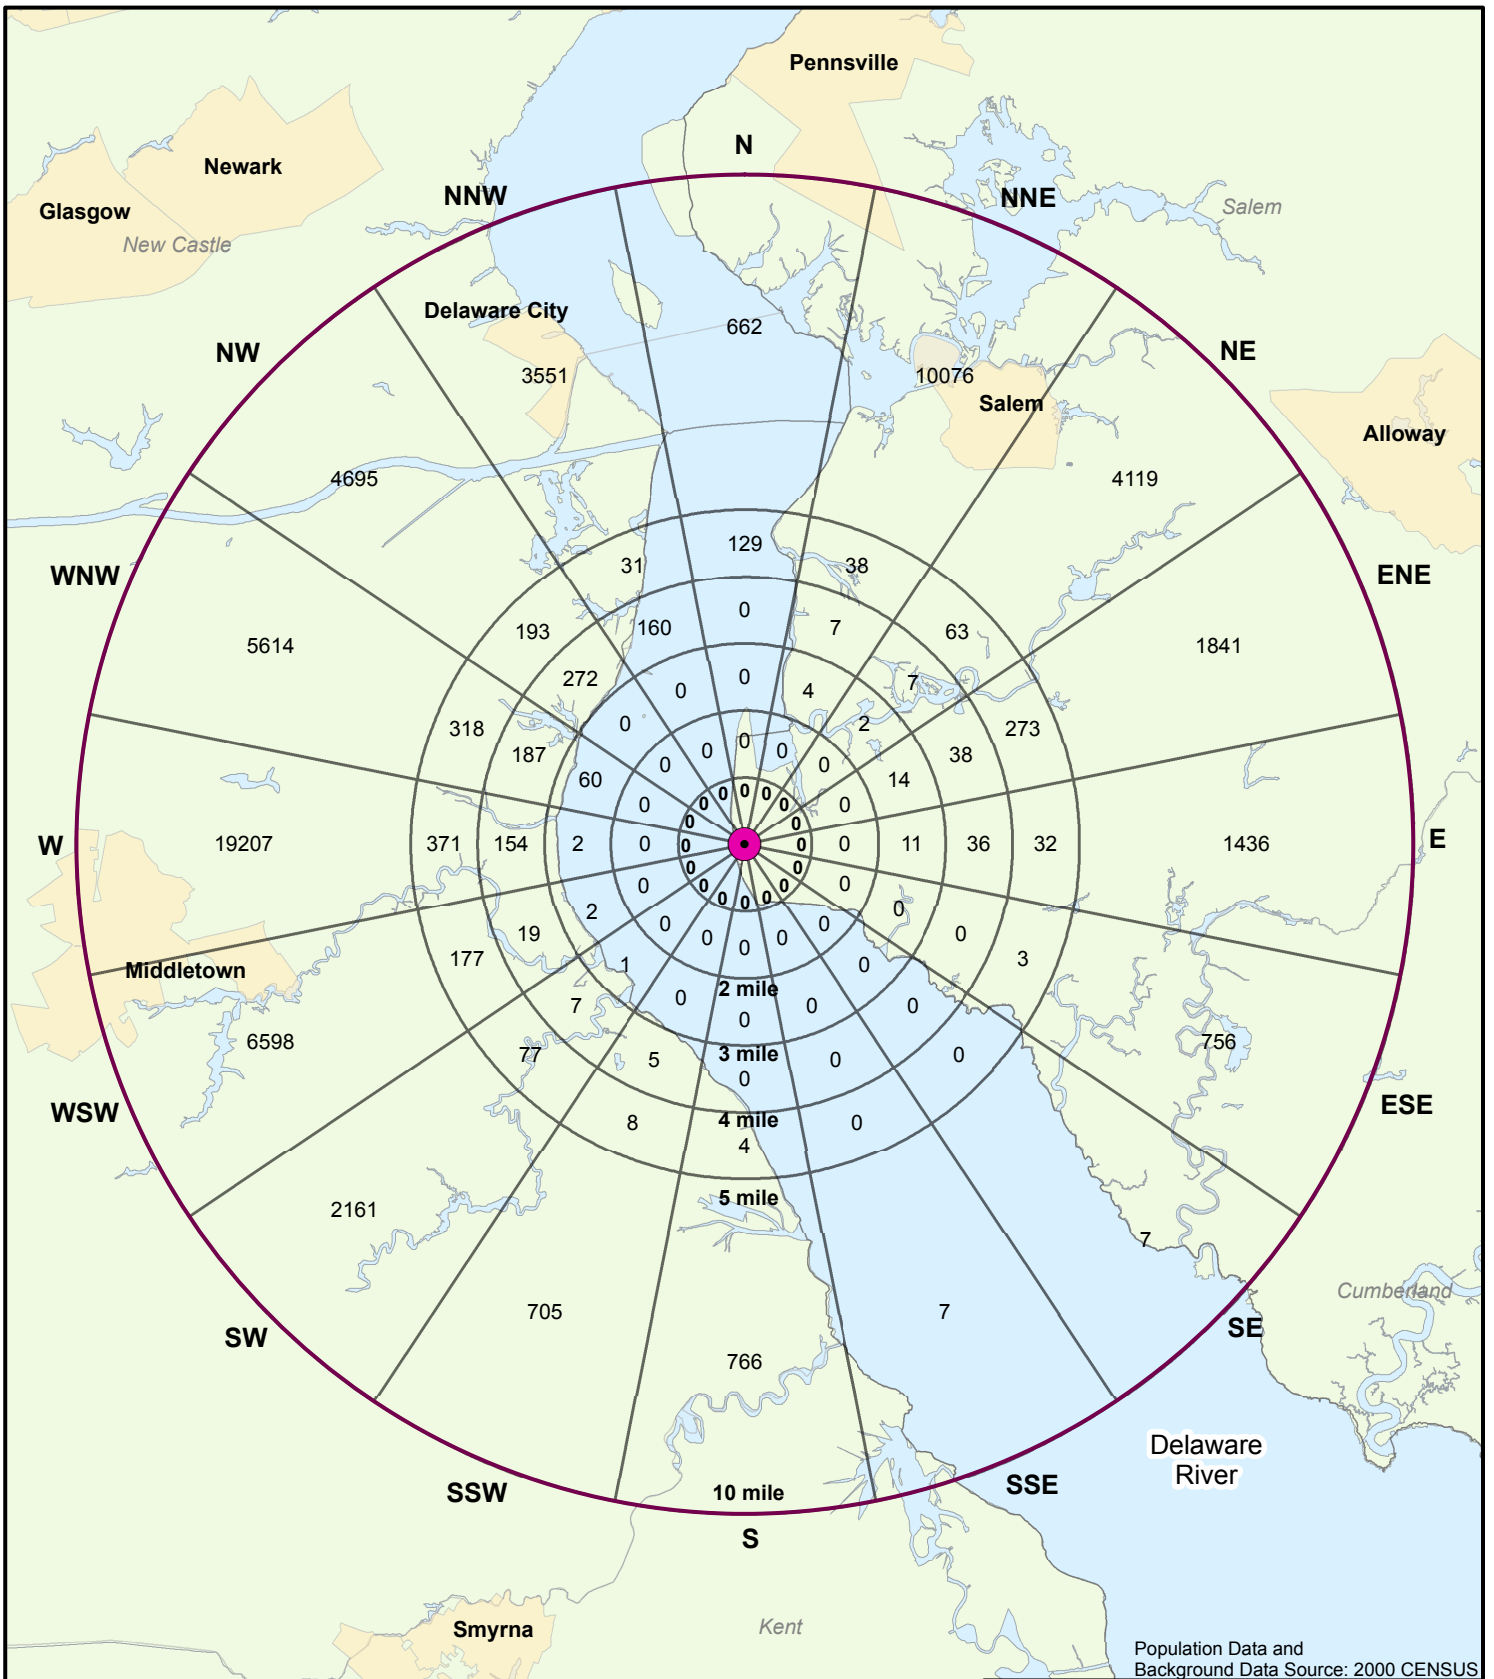 Pennsville
N
Newark
NNW
NNE
Glasgow
Salem
New Castle
Delaware City
662
NW
NE
3551
10076
Salem
Alloway
4695
4119
129
31
38
WNW
ENE
0
193
160
7
63
5614
1841
272
0
0
4
7
318
0
2
273
187
0
0
0
38
60
0
0
14
0
0
0 0 0 0 0
0
0
W
19207
371
154
2
0
0
0
0
11
36
32
1436
E
0
0
0
0
0 0 0 0 0
2
0
19
0
0
0
0
0
0
Middletown
177
1
0
3
2 mile
7
0
0
0
0
6598
77
5
3 mile
0
0
756
0
WSW
ESE
8
4 mile
0
4
5 mile
2161
7
Cumberland
705
7
SW
SE
766
Delaware
River
SSW
10 mile
SSE
S
Smyrna
Kent
Population Data and
Background Data Source: 2000 CENSUS